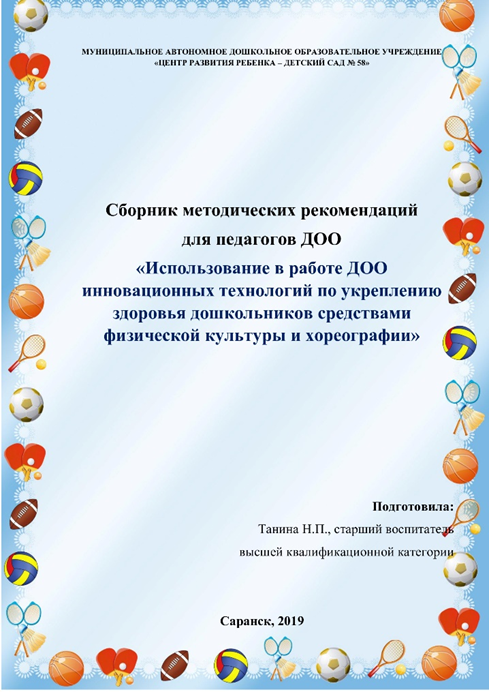 МУНИЦИПАЛЬНОЕ АВТОНОМНОЕ ДОШКОЛЬНОЕ ОБРАЗОВАТЕЛЬНОЕ УЧРЕЖДЕНИЕ
«ЦЕНТР РАЗВИТИЯ РЕБЕНКА – ДЕТСКИЙ САД № 58»
Сборник методических рекомендаций
для педагогов ДОО
«Использование в работе ДОО
инновационных технологий по укреплению
здоровья дошкольников средствами
физической культуры и хореографии»
Подготовила:
Танина Н.П., старший воспитатель
высшей квалификационной категории
Саранск, 2019